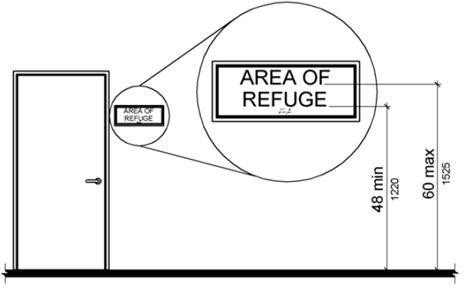 AREA OF
REFUGE
AREA OF
REFUGE
48 min
1220
60 max
1525